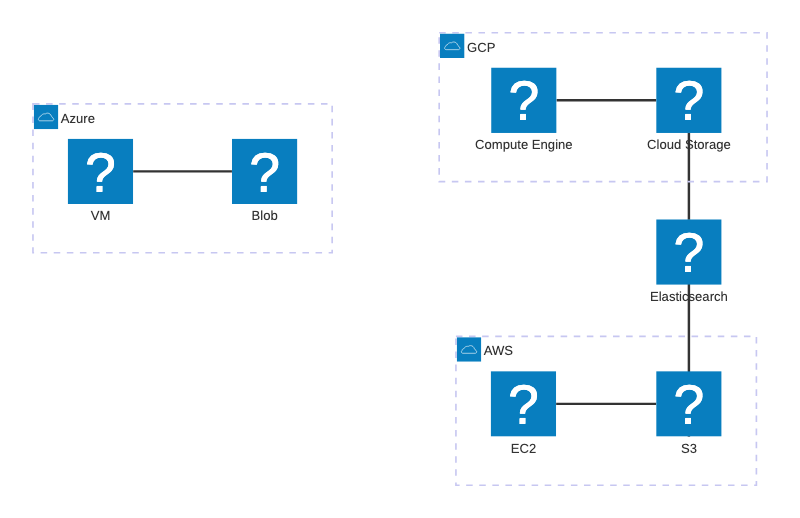 GCP
Compute Engine
Cloud Storage
Azure
VM
Blob
Elasticsearch
AWS
EC2
S3